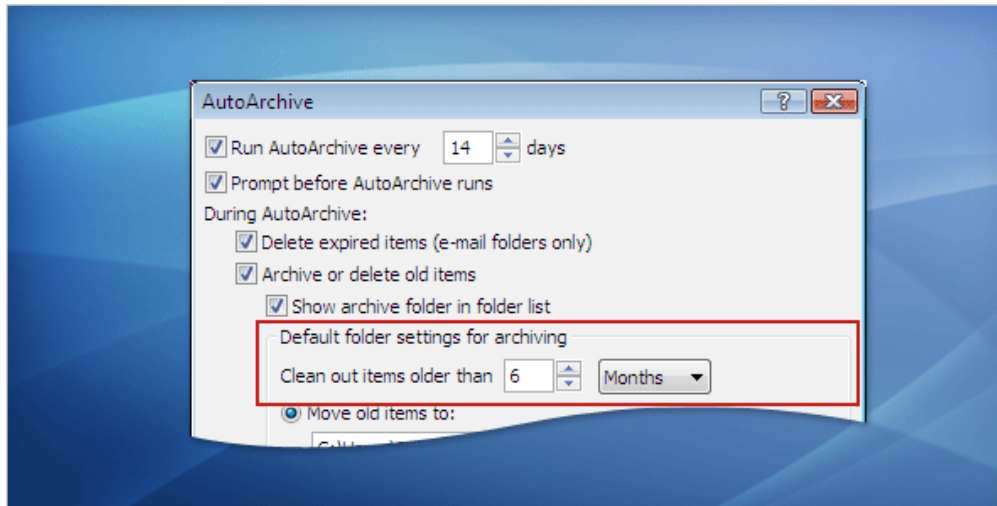 AutoArchive
Run AutoArchive every 14 days
Prompt before AutoArchive runs
During AutoArchive:
Delete expired items (e-mail folders only)
Archive or delete old items
Show archive folder in folder list
Default folder settings for archiving
Clean out items older than 6 Months
Move old items to: